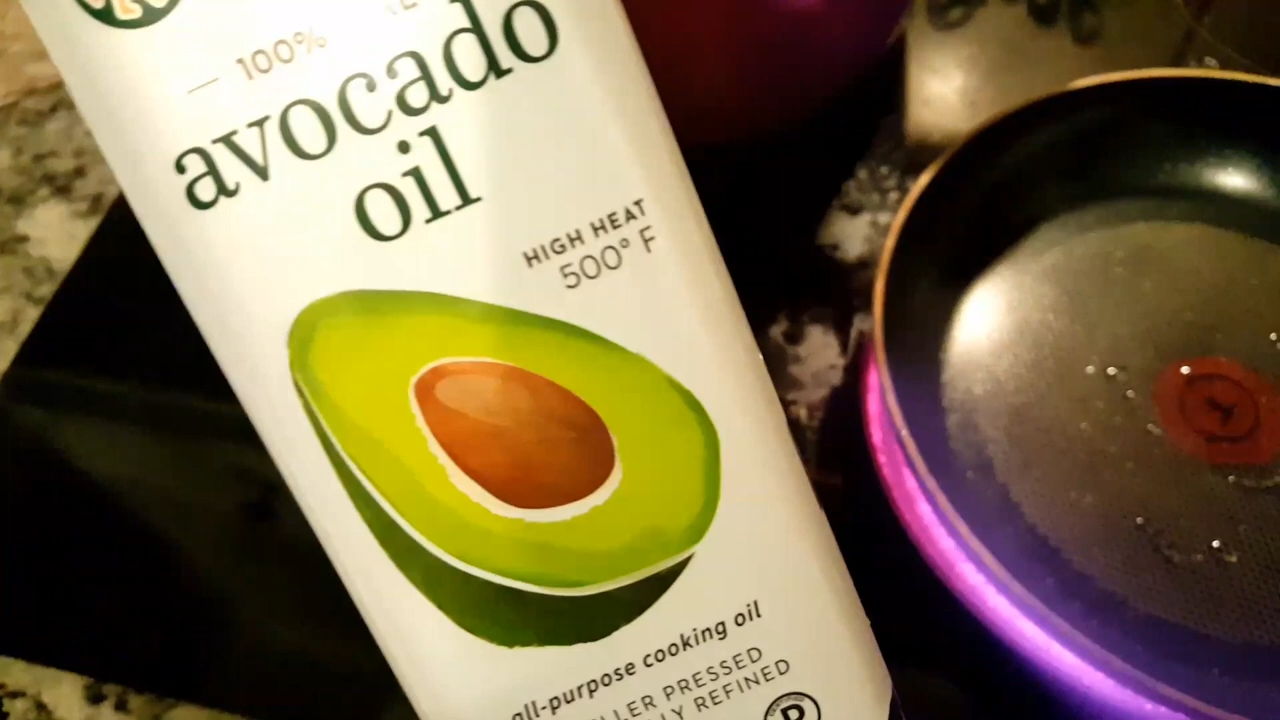 100%
avocado
oil
HIGH HEAT
500° F
all-purpose cooking oil
PRESSED
REFINED